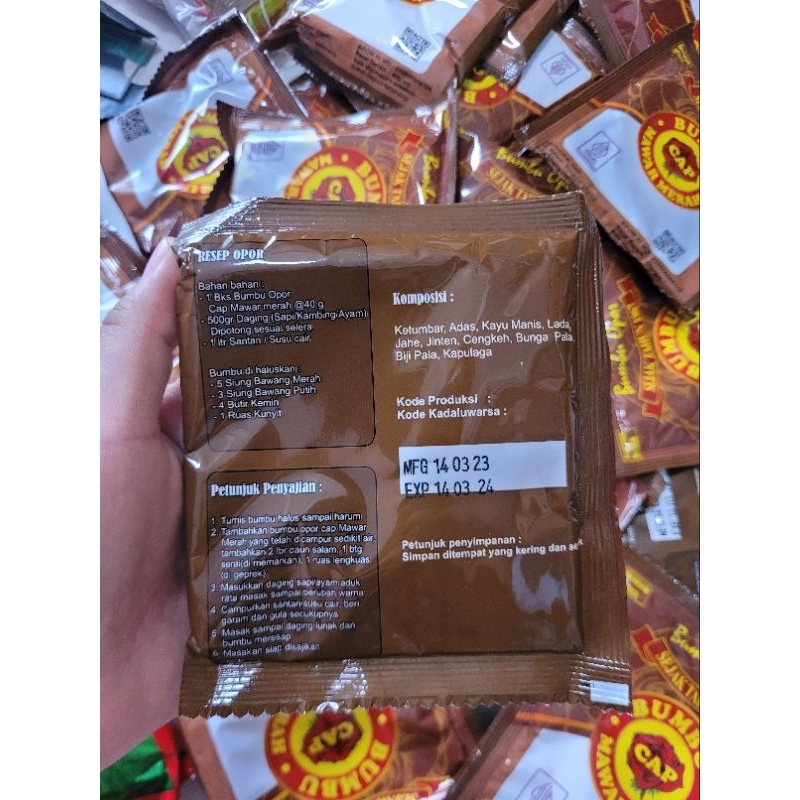 RESEP OPOR
Bahan bahan :
- 1 Bks Bumbu Opor
Cap Mawar merah @40 g
- 500gr Daging (Sapi/Kambing/Ayam)
Dipotong sesuai selera
- 1 ltr Santan / Susu cair
Bumbu di haluskan :
- 5 Siung Bawang Merah
- 3 Siung Bawang Putih
- 4 Butir Kemiri
- 1 Ruas Kunyit
Petunjuk Penyajian :
1. Tumis bumbu halus sampai harum
2. Tambahkan bumbu opor cap Mawar
Merah yang telah dicampur sedikit air,
tambahkan 2 lbr daun salam, 1 btg
serai(di memarkan), 1 ruas lengkuas
(di geprek)
3. Masukkan daging sapi/ayam aduk
rata masak sampai berubah warna
4. Campurkan santan/susu cair, beri
garam dan gula secukupnya
5. Masak sampai daging lunak dan
bumbu meresap
6. Masakan siap disajikan
Komposisi :
Ketumbar, Adas, Kayu Manis, Lada,
Jahe, Jinten, Cengkeh, Bunga Pala,
Biji Pala, Kapulaga
Kode Produksi :
Kode Kadaluwarsa :
MFG 14 03 23
EXP 14 03 24
Petunjuk penyimpanan :
Simpan ditempat yang kering dan
BUMBU
CAP
MAWAR MERAH
Bumbu Opor
BUMBU
CAP